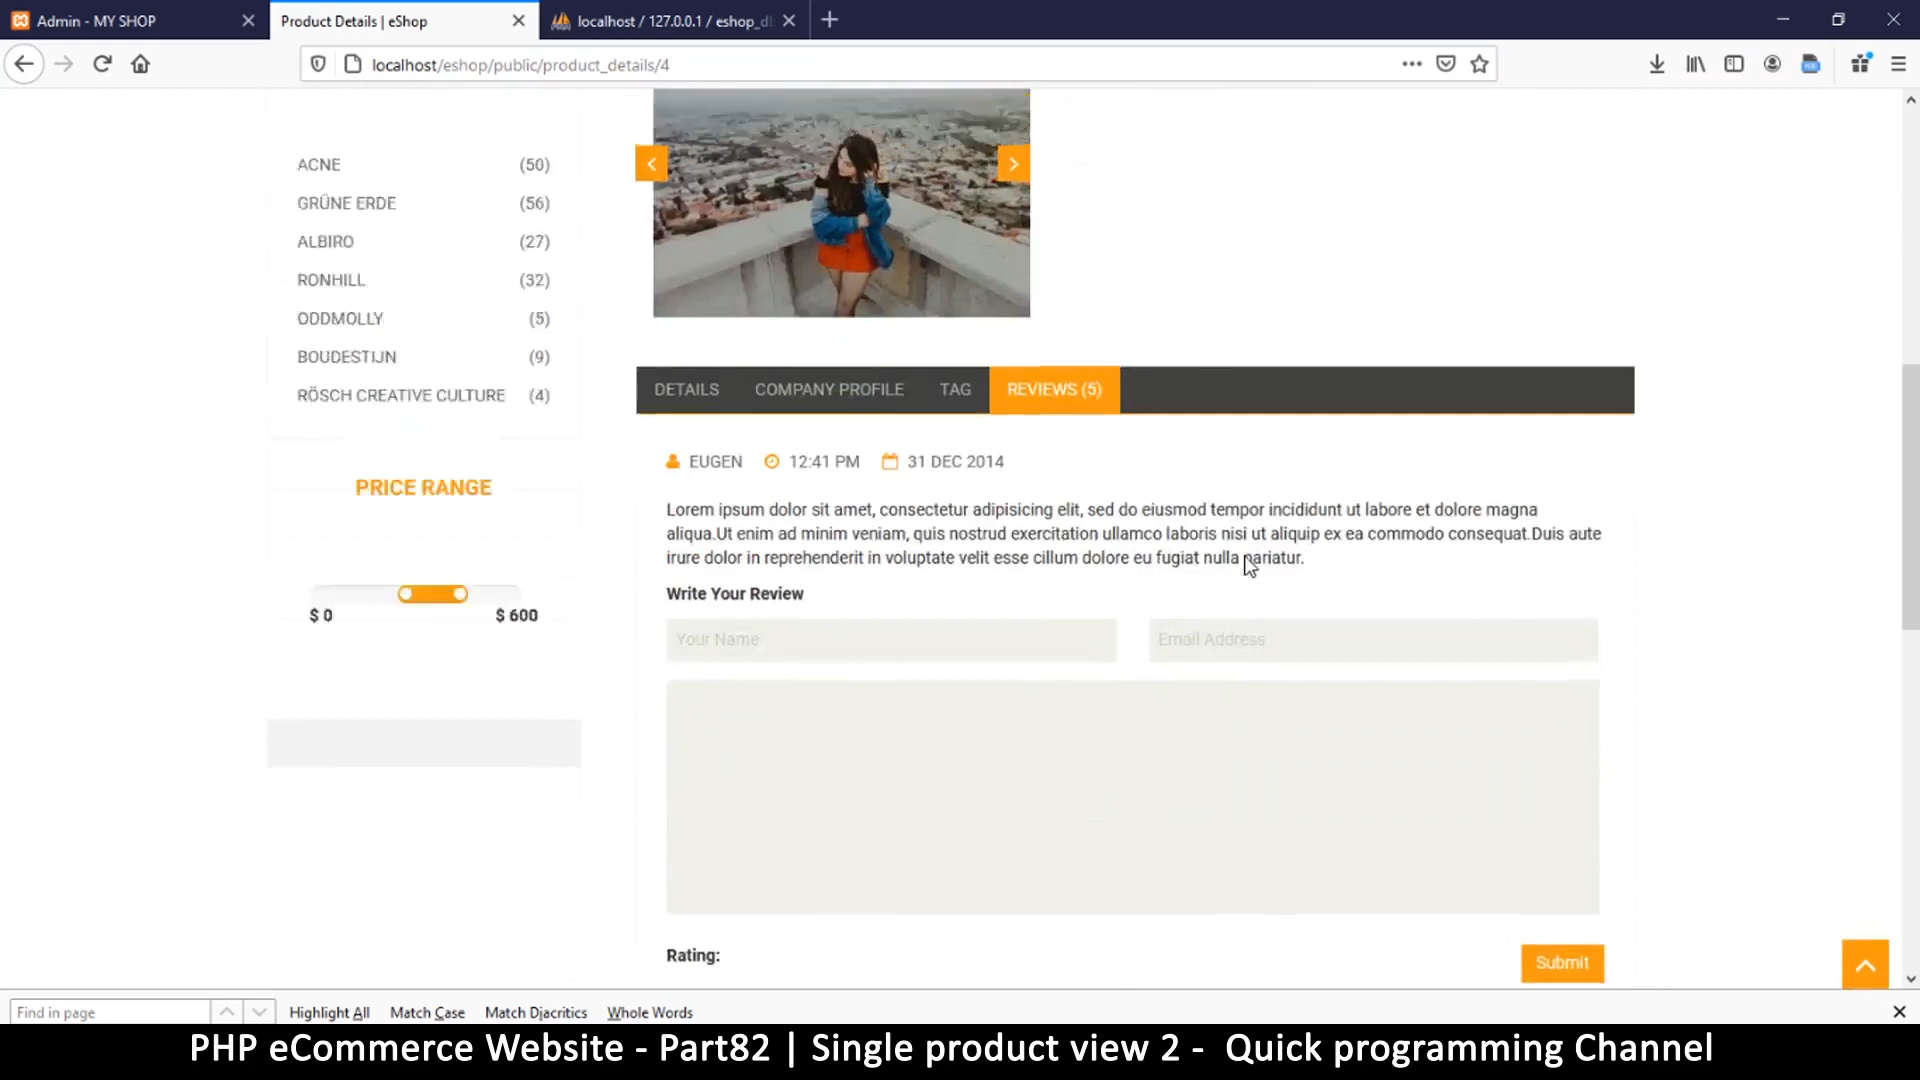 Admin - MY SHOP
Product Details | eShop
localhost / 127.0.0.1 / eshop_db
localhost/eshop/public/product_details/4
ACNE (50)
GRÜNE ERDE (56)
ALBIRO (27)
RONHILL (32)
ODDMOLLY (5)
BOUDESTIJN (9)
RÖSCH CREATIVE CULTURE (4)
PRICE RANGE
$ 0 $ 600
DETAILS COMPANY PROFILE TAG REVIEWS (5)
EUGEN 12:41 PM 31 DEC 2014
Lorem ipsum dolor sit amet, consectetur adipisicing elit, sed do eiusmod tempor incididunt ut labore et dolore magna
aliqua.Ut enim ad minim veniam, quis nostrud exercitation ullamco laboris nisi ut aliquip ex ea commodo consequat.Duis aute
irure dolor in reprehenderit in voluptate velit esse cillum dolore eu fugiat nulla pariatur.
Write Your Review
Your Name
Email Address
Rating:
Submit
Find in page
Highlight All Match Case Match Diacritics Whole Words
PHP eCommerce Website - Part82 | Single product view 2 - Quick programming Channel